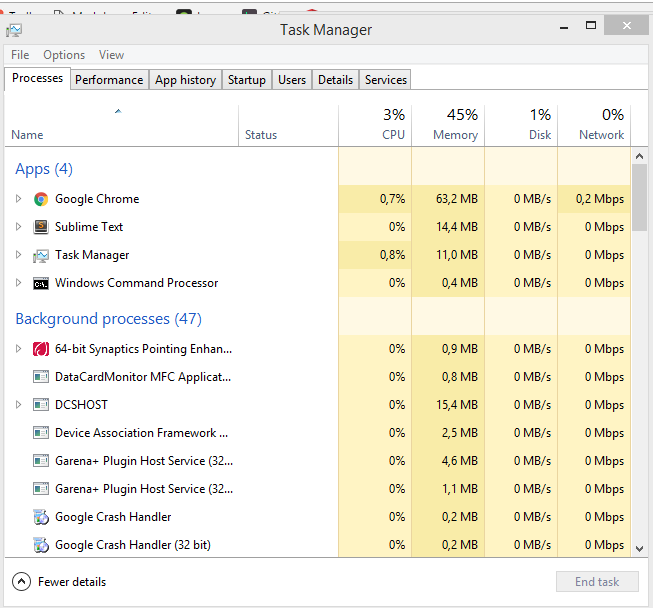 Task Manager
File Options View
Processes Performance App history Startup Users Details Services
3% 45% 1% 0%
Name Status CPU Memory Disk Network
Apps (4)
Google Chrome 0,7% 63,2 MB 0 MB/s 0,2 Mbps
Sublime Text 0% 14,4 MB 0 MB/s 0 Mbps
Task Manager 0,8% 11,0 MB 0 MB/s 0 Mbps
Windows Command Processor 0% 0,4 MB 0 MB/s 0 Mbps
Background processes (47)
64-bit Synaptics Pointing Enhan... 0% 0,9 MB 0 MB/s 0 Mbps
DataCardMonitor MFC Applicat... 0% 0,8 MB 0 MB/s 0 Mbps
DCSHOST 0% 15,4 MB 0 MB/s 0 Mbps
Device Association Framework ... 0% 2,5 MB 0 MB/s 0 Mbps
Garena+ Plugin Host Service (32... 0% 4,6 MB 0 MB/s 0 Mbps
Garena+ Plugin Host Service (32... 0% 1,1 MB 0 MB/s 0 Mbps
Google Crash Handler 0% 0,2 MB 0 MB/s 0 Mbps
Google Crash Handler (32 bit) 0% 0,2 MB 0 MB/s 0 Mbps
Fewer details End task